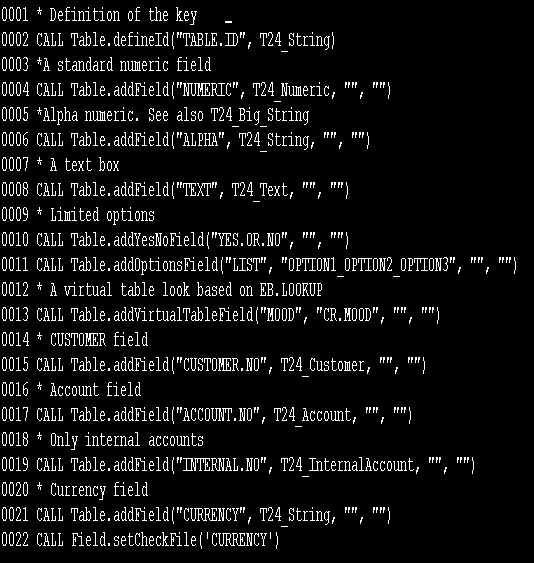 0001 * Definition of the key _
0002 CALL Table.defineId("TABLE.ID", T24_String)
0003 *A standard numeric field
0004 CALL Table.addField("NUMERIC", T24_Numeric, "", "")
0005 *Alpha numeric. See also T24_Big_String
0006 CALL Table.addField("ALPHA", T24_String, "", "")
0007 * A text box
0008 CALL Table.addField("TEXT", T24_Text, "", "")
0009 * Limited options
0010 CALL Table.addYesNoField("YES.OR.NO", "", "")
0011 CALL Table.addOptionsField("LIST", "OPTION1_OPTION2_OPTION3", "", "")
0012 * A virtual table look based on EB.LOOKUP
0013 CALL Table.addVirtualTableField("MOOD", "CR.MOOD", "", "")
0014 * CUSTOMER field
0015 CALL Table.addField("CUSTOMER.NO", T24_Customer, "", "")
0016 * Account field
0017 CALL Table.addField("ACCOUNT.NO", T24_Account, "", "")
0018 * Only internal accounts
0019 CALL Table.addField("INTERNAL.NO", T24_InternalAccount, "", "")
0020 * Currency field
0021 CALL Table.addField("CURRENCY", T24_String, "", "")
0022 CALL Field.setCheckFile('CURRENCY')